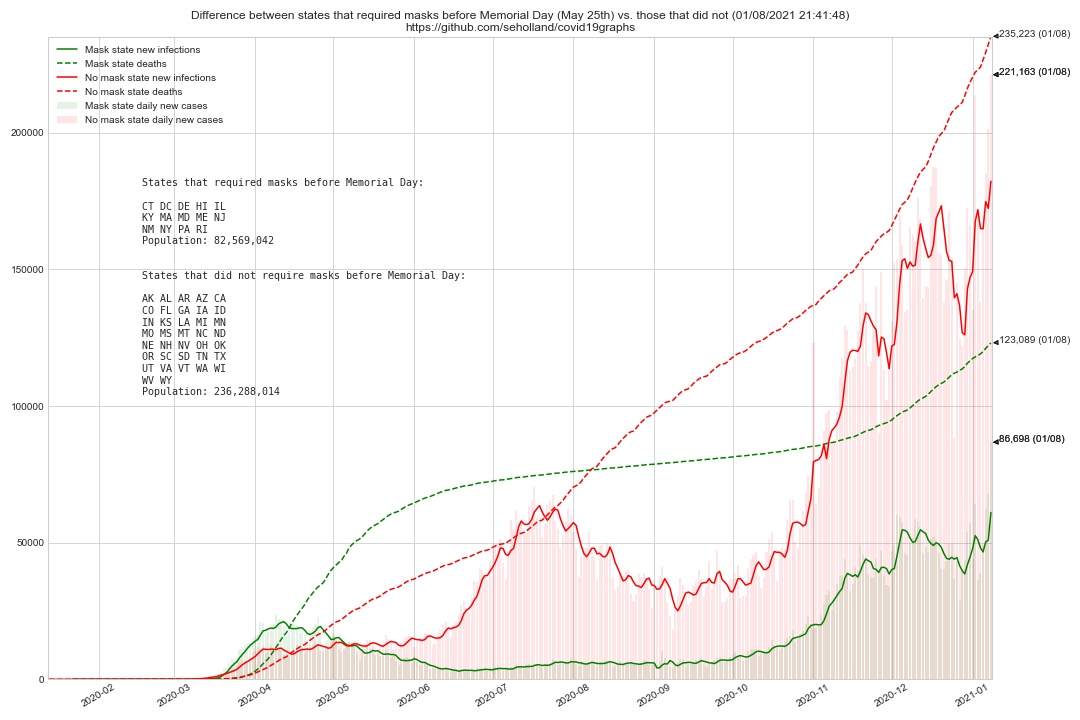 Difference between states that required masks before Memorial Day (May 25th) vs. those that did not (01/08/2021 21:41:48)
https://github.com/seholland/covid19graphs
Mask state new infections
Mask state deaths
No mask state new infections
No mask state deaths
Mask state daily new cases
No mask state daily new cases
States that required masks before Memorial Day:
CT DC DE HI IL
KY MA MD ME NJ
NM NY PA RI
Population: 82,569,042
States that did not require masks before Memorial Day:
AK AL AR AZ CA
CO FL GA IA ID
IN KS LA MI MN
MO MS MT NC ND
NE NH NV OH OK
OR SC SD TN TX
UT VA VT WA WI
WV WY
Population: 236,288,014
235,223 (01/08)
221,163 (01/08)
123,089 (01/08)
86,698 (01/08)
200000
150000
100000
50000
0
2020-02
2020-03
2020-04
2020-05
2020-06
2020-07
2020-08
2020-09
2020-10
2020-11
2020-12
2021-01